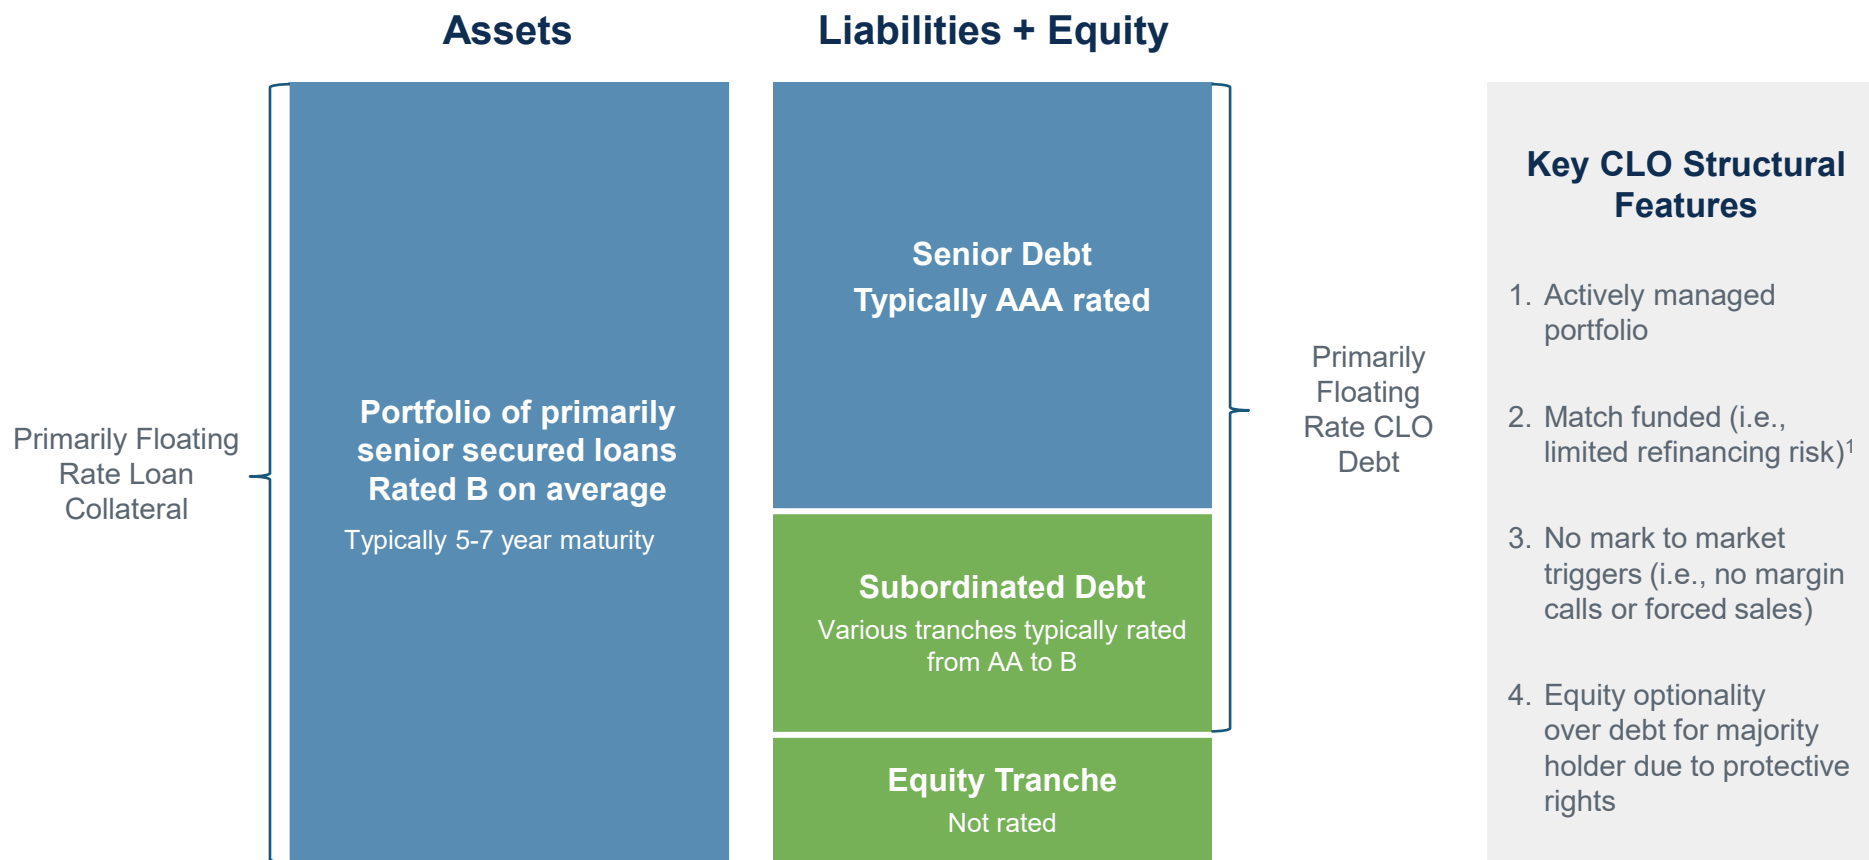 Assets
Liabilities + Equity
Primarily Floating
Rate Loan
Collateral
Portfolio of primarily
senior secured loans
Rated B on average
Typically 5-7 year maturity
Senior Debt
Typically AAA rated
Subordinated Debt
Various tranches typically rated
from AA to B
Equity Tranche
Not rated
Primarily
Floating
Rate CLO
Debt
Key CLO Structural
Features
1. Actively managed
portfolio
2. Match funded (i.e.,
limited refinancing risk)¹
3. No mark to market
triggers (i.e., no margin
calls or forced sales)
4. Equity optionality
over debt for majority
holder due to protective
rights